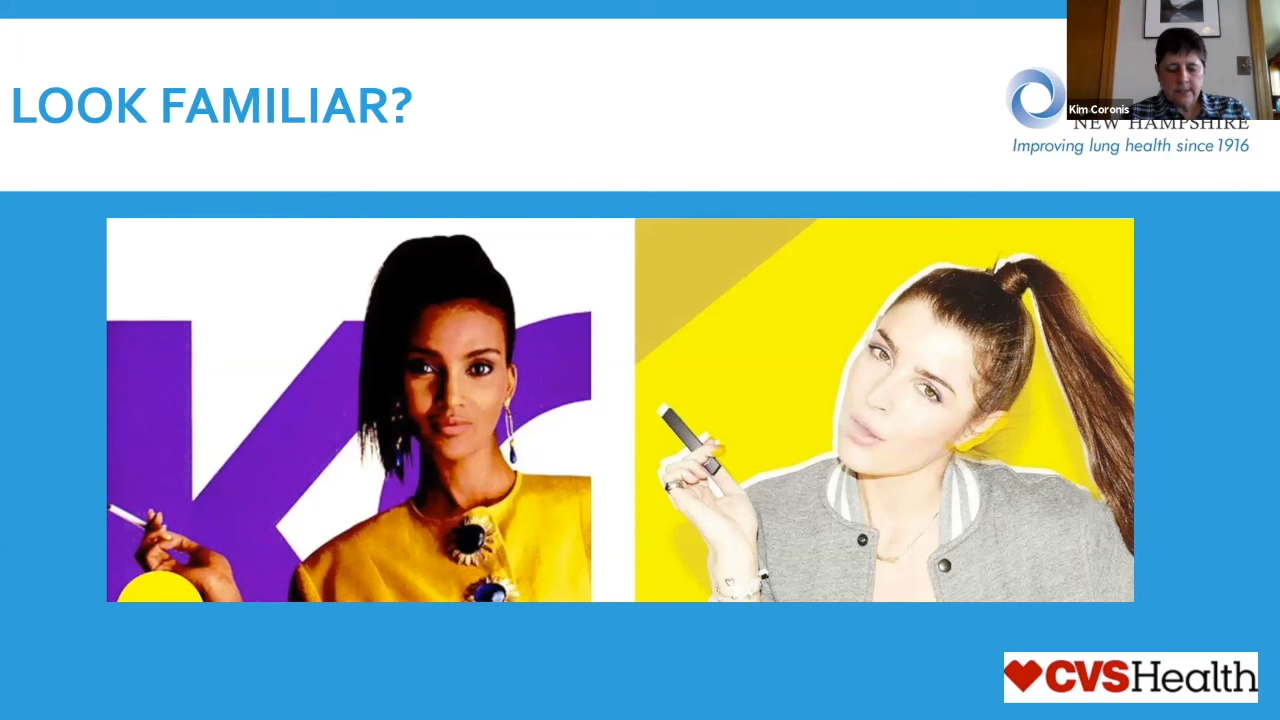 LOOK FAMILIAR?
Kim Coronis
NEW HAMPSHIRE
Improving lung health since 1916
K
CVSHealth